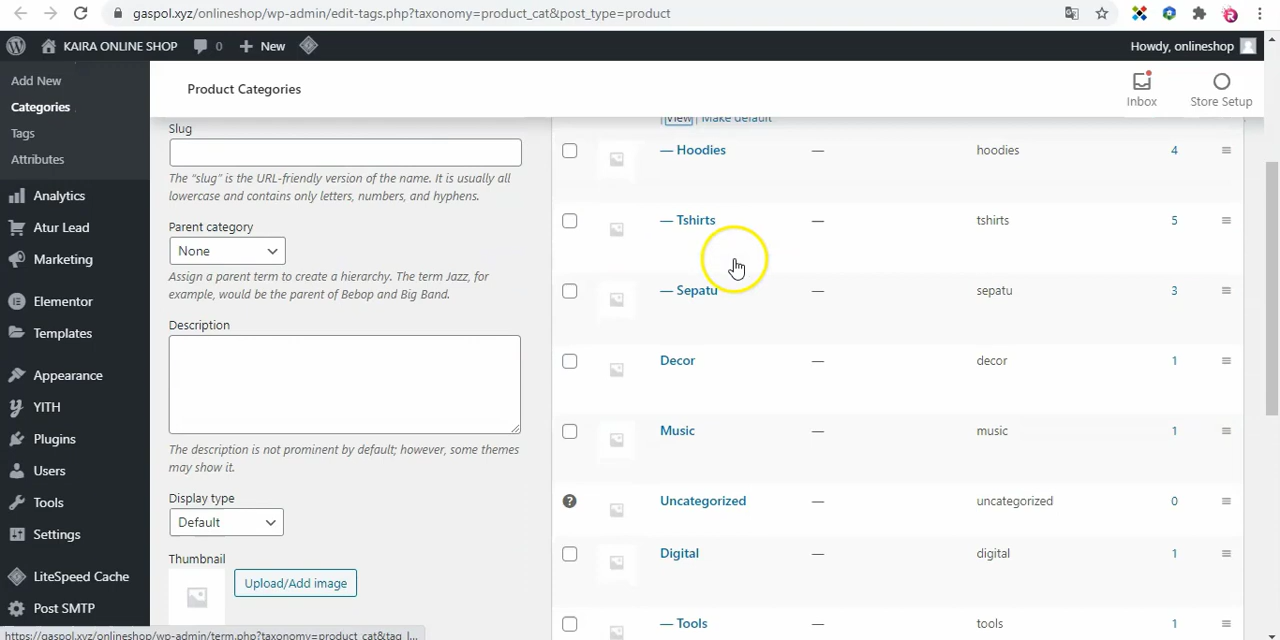 gaspol.xyz/onlineshop/wp-admin/edit-tags.php?taxonomy=product_cat&post_type=product
KAIRA ONLINE SHOP 0 New
Howdy, onlineshop
Add New
Categories
Tags
Attributes
Analytics
Atur Lead
Marketing
Elementor
Templates
Appearance
YITH
Plugins
Users
Tools
Settings
LiteSpeed Cache
Post SMTP
Product Categories
Inbox
Store Setup
Slug
The “slug” is the URL-friendly version of the name. It is usually all
lowercase and contains only letters, numbers, and hyphens.
Parent category
None
Assign a parent term to create a hierarchy. The term Jazz, for
example, would be the parent of Bebop and Big Band.
Description
The description is not prominent by default; however, some themes
may show it.
Display type
Default
Thumbnail
Upload/Add image
View | Make default
— Hoodies — hoodies 4
— Tshirts — tshirts 5
— Sepatu — sepatu 3
Decor — decor 1
Music — music 1
Uncategorized — uncategorized 0
Digital — digital 1
— Tools — tools 1
https://gaspol.xyz/onlineshop/wp-admin/term.php?taxonomy=product_cat&tag_I...